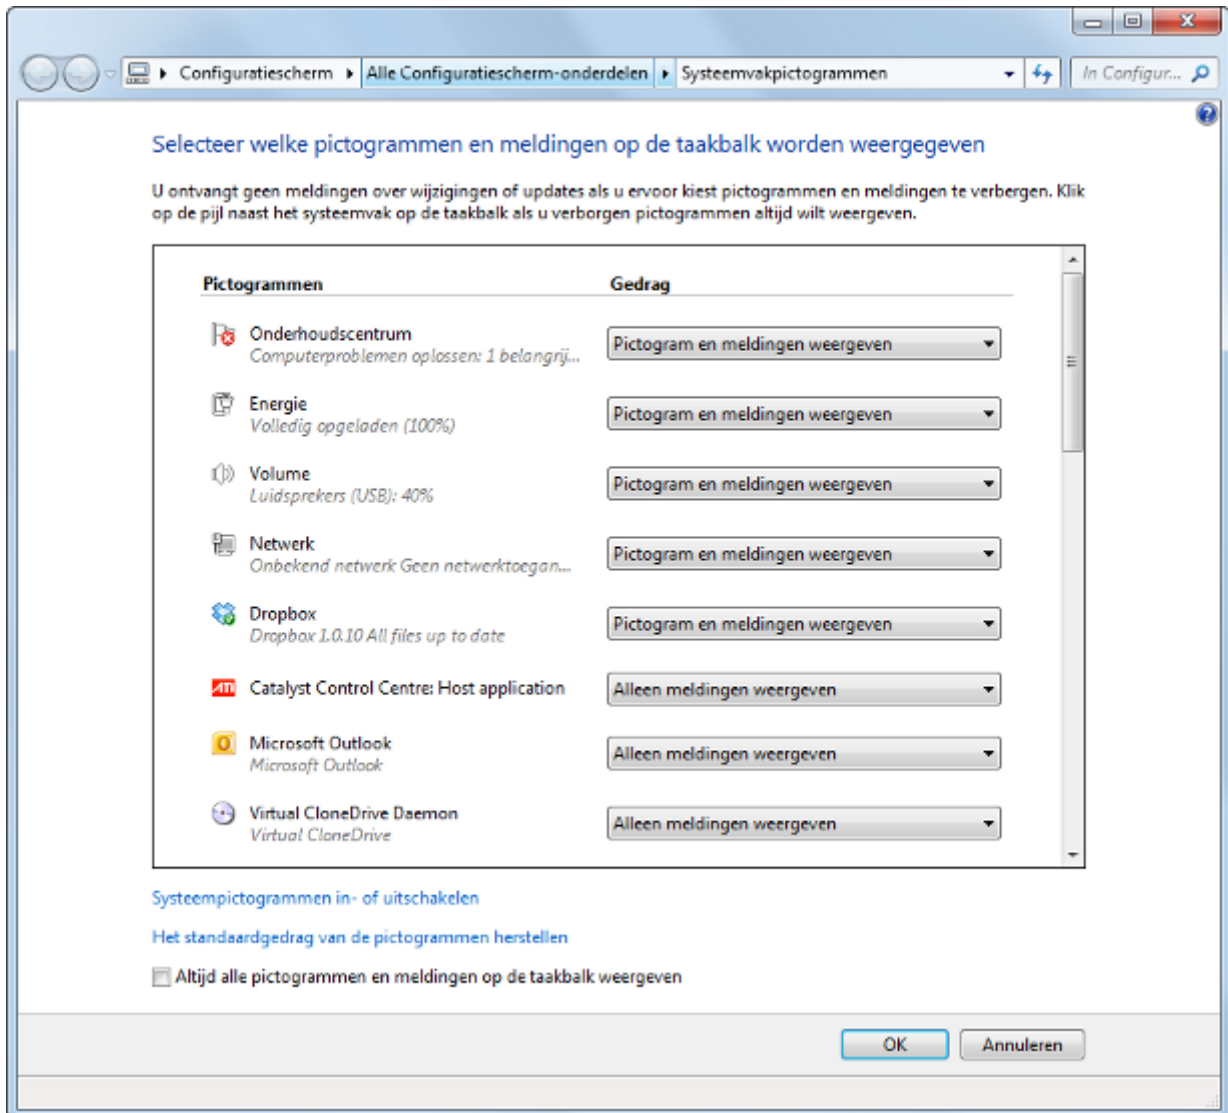 Configuratiescherm Alle Configuratiescherm-onderdelen Systeemvakpictogrammen In Configur...
Selecteer welke pictogrammen en meldingen op de taakbalk worden weergegeven
U ontvangt geen meldingen over wijzigingen of updates als u ervoor kiest pictogrammen en meldingen te verbergen. Klik
op de pijl naast het systeemvak op de taakbalk als u verborgen pictogrammen altijd wilt weergeven.
Pictogrammen Gedrag
Onderhoudscentrum
Computerproblemen oplossen: 1 belangrij...
Pictogram en meldingen weergeven
Energie
Volledig opgeladen (100%)
Pictogram en meldingen weergeven
Volume
Luidsprekers (USB): 40%
Pictogram en meldingen weergeven
Netwerk
Onbekend netwerk Geen netwerktoegan...
Pictogram en meldingen weergeven
Dropbox
Dropbox 1.0.10 All files up to date
Pictogram en meldingen weergeven
ATI Catalyst Control Centre: Host application Alleen meldingen weergeven
Microsoft Outlook
Microsoft Outlook
Alleen meldingen weergeven
Virtual CloneDrive Daemon
Virtual CloneDrive
Alleen meldingen weergeven
Systeempictogrammen in- of uitschakelen
Het standaardgedrag van de pictogrammen herstellen
Altijd alle pictogrammen en meldingen op de taakbalk weergeven
OK Annuleren